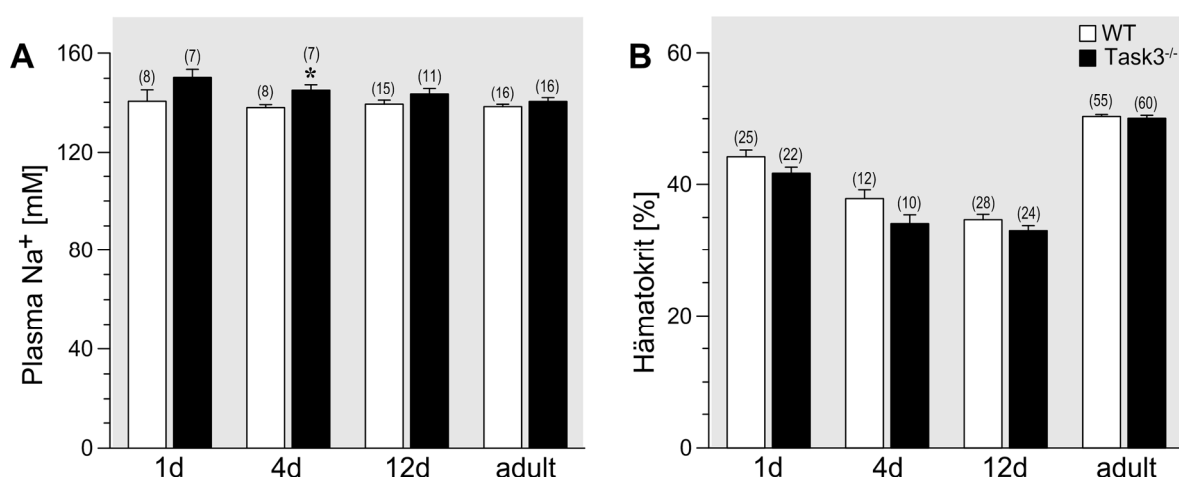 A
Plasma Na⁺ [mM]
160
120
80
40
0
(8)
(7)
(8)
(7)
*
(15)
(11)
(16)
(16)
1d
4d
12d
adult
B
WT
Task3⁻/⁻
Hämatokrit [%]
60
40
20
0
(25)
(22)
(12)
(10)
(28)
(24)
(55)
(60)
1d
4d
12d
adult